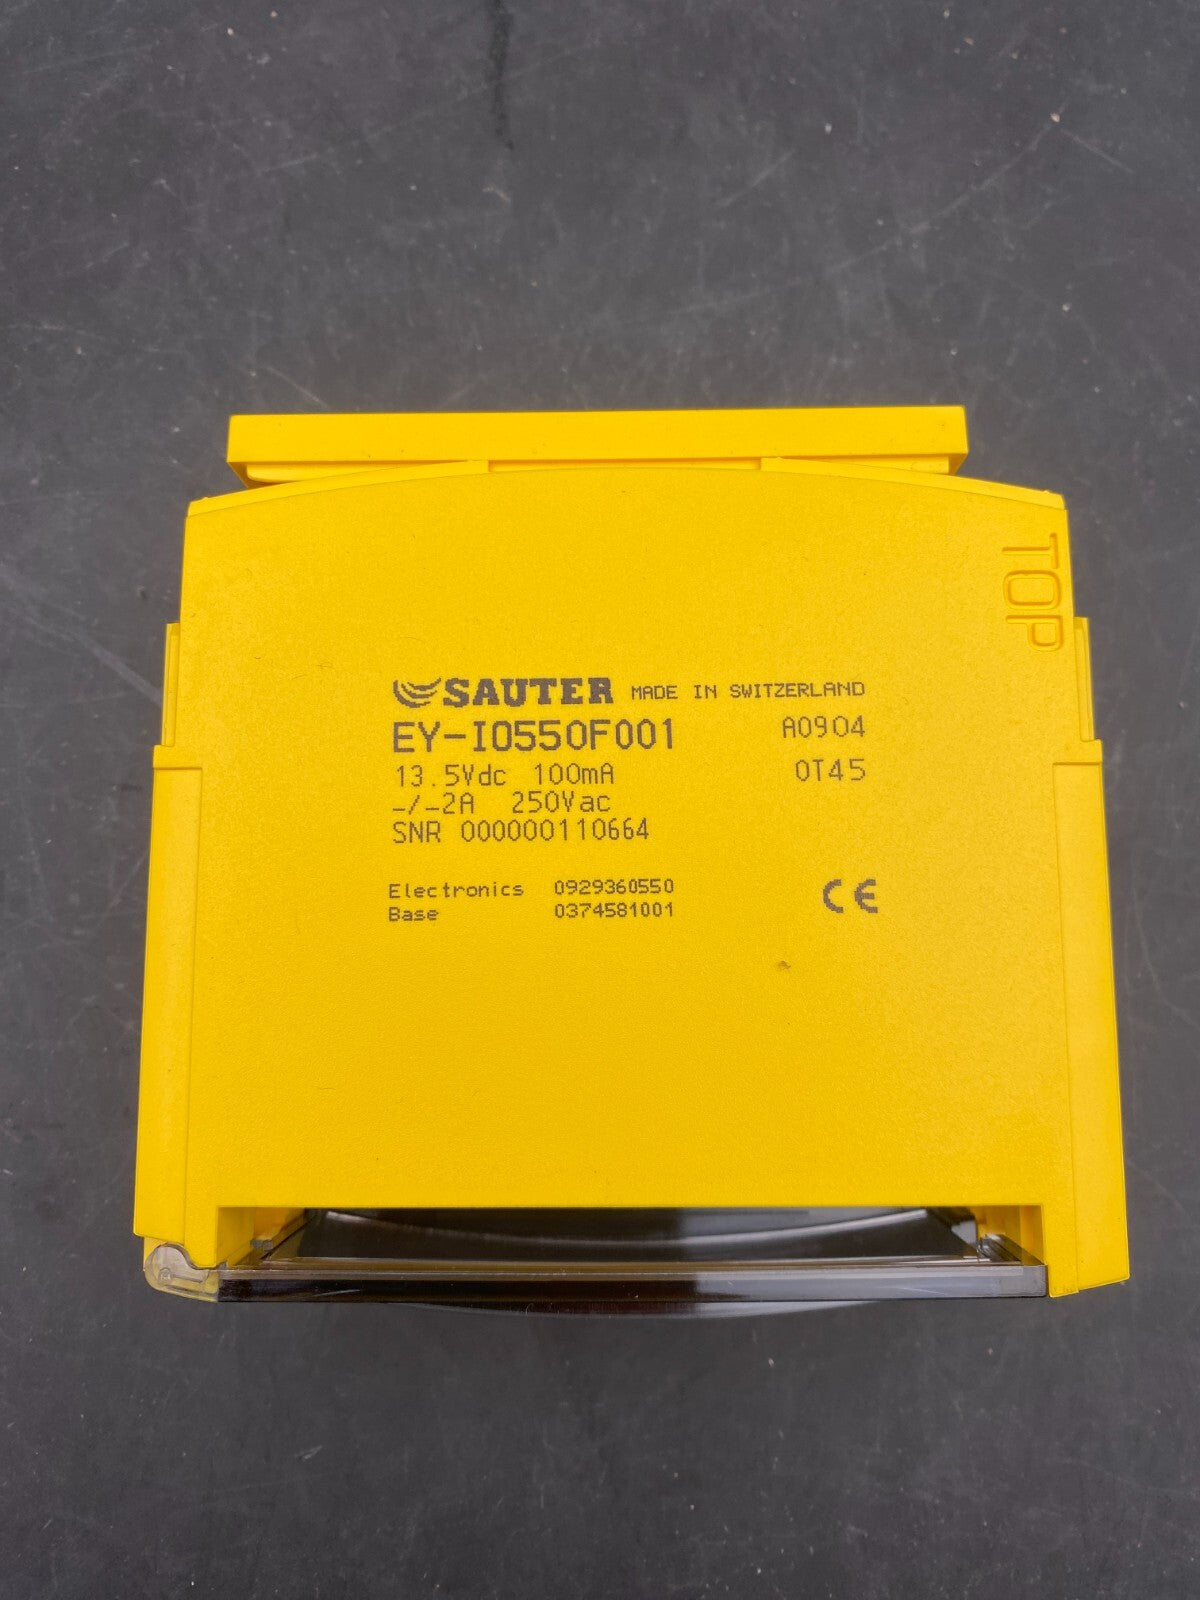 TOP
SAUTER MADE IN SWITZERLAND
EY-IO550F001 A0904
13.5Vdc 100mA OT45
-/-2A 250Vac
SNR 000000110664
Electronics 0929360550
Base 0374581001
CE